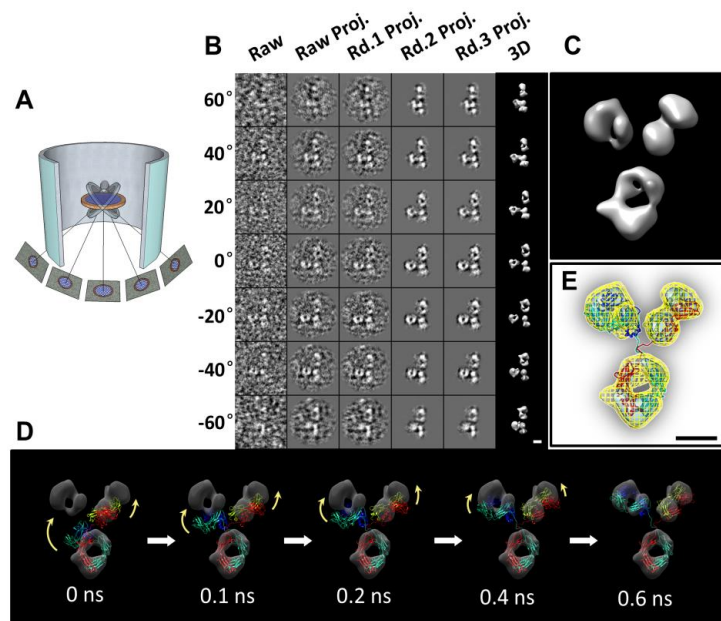 A
B
Raw
Raw Proj.
Rd.1 Proj.
Rd.2 Proj.
Rd.3 Proj.
3D
60°
40°
20°
0°
-20°
-40°
-60°
C
E
D
0 ns
0.1 ns
0.2 ns
0.4 ns
0.6 ns